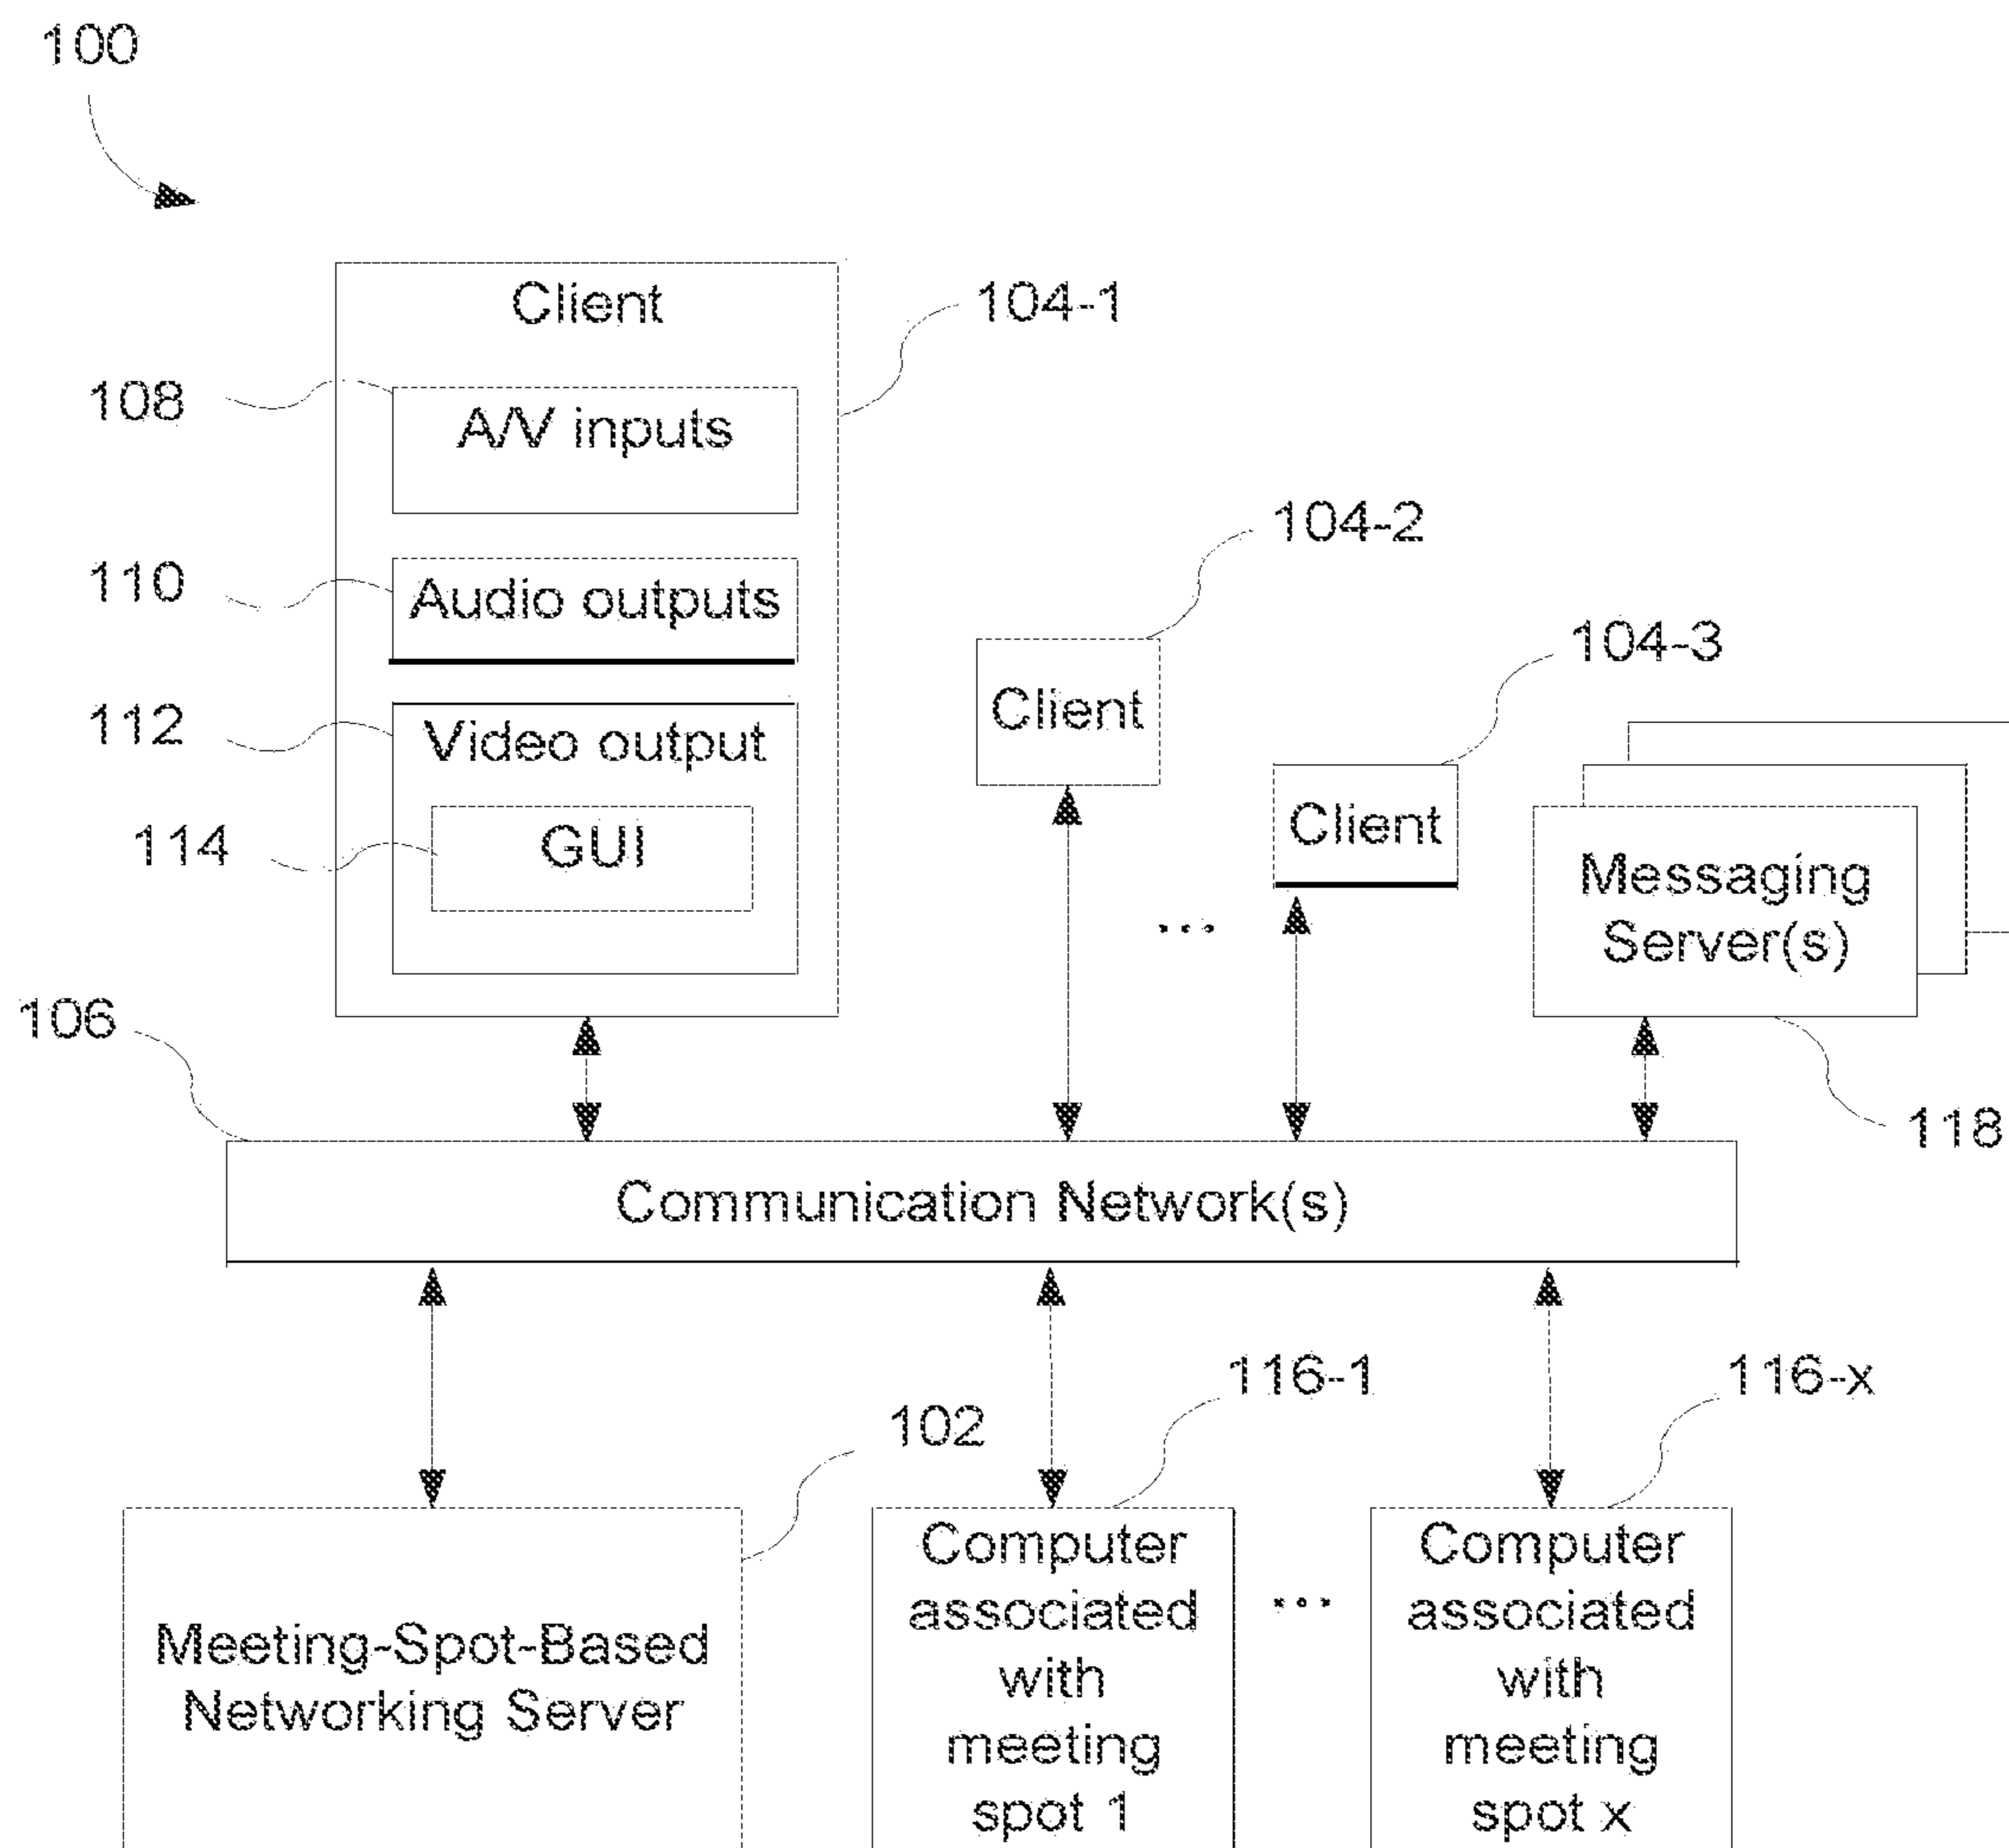 100
Client
104-1
108
A/V inputs
104-2
110
Audio outputs
104-3
112
Video output
Client
114
GUI
Client
Messaging
Server(s)
...
106
118
Communication Network(s)
116-1
116-x
102
Computer
associated
with
meeting
spot 1
...
Computer
associated
with
meeting
spot x
Meeting-Spot-Based
Networking Server